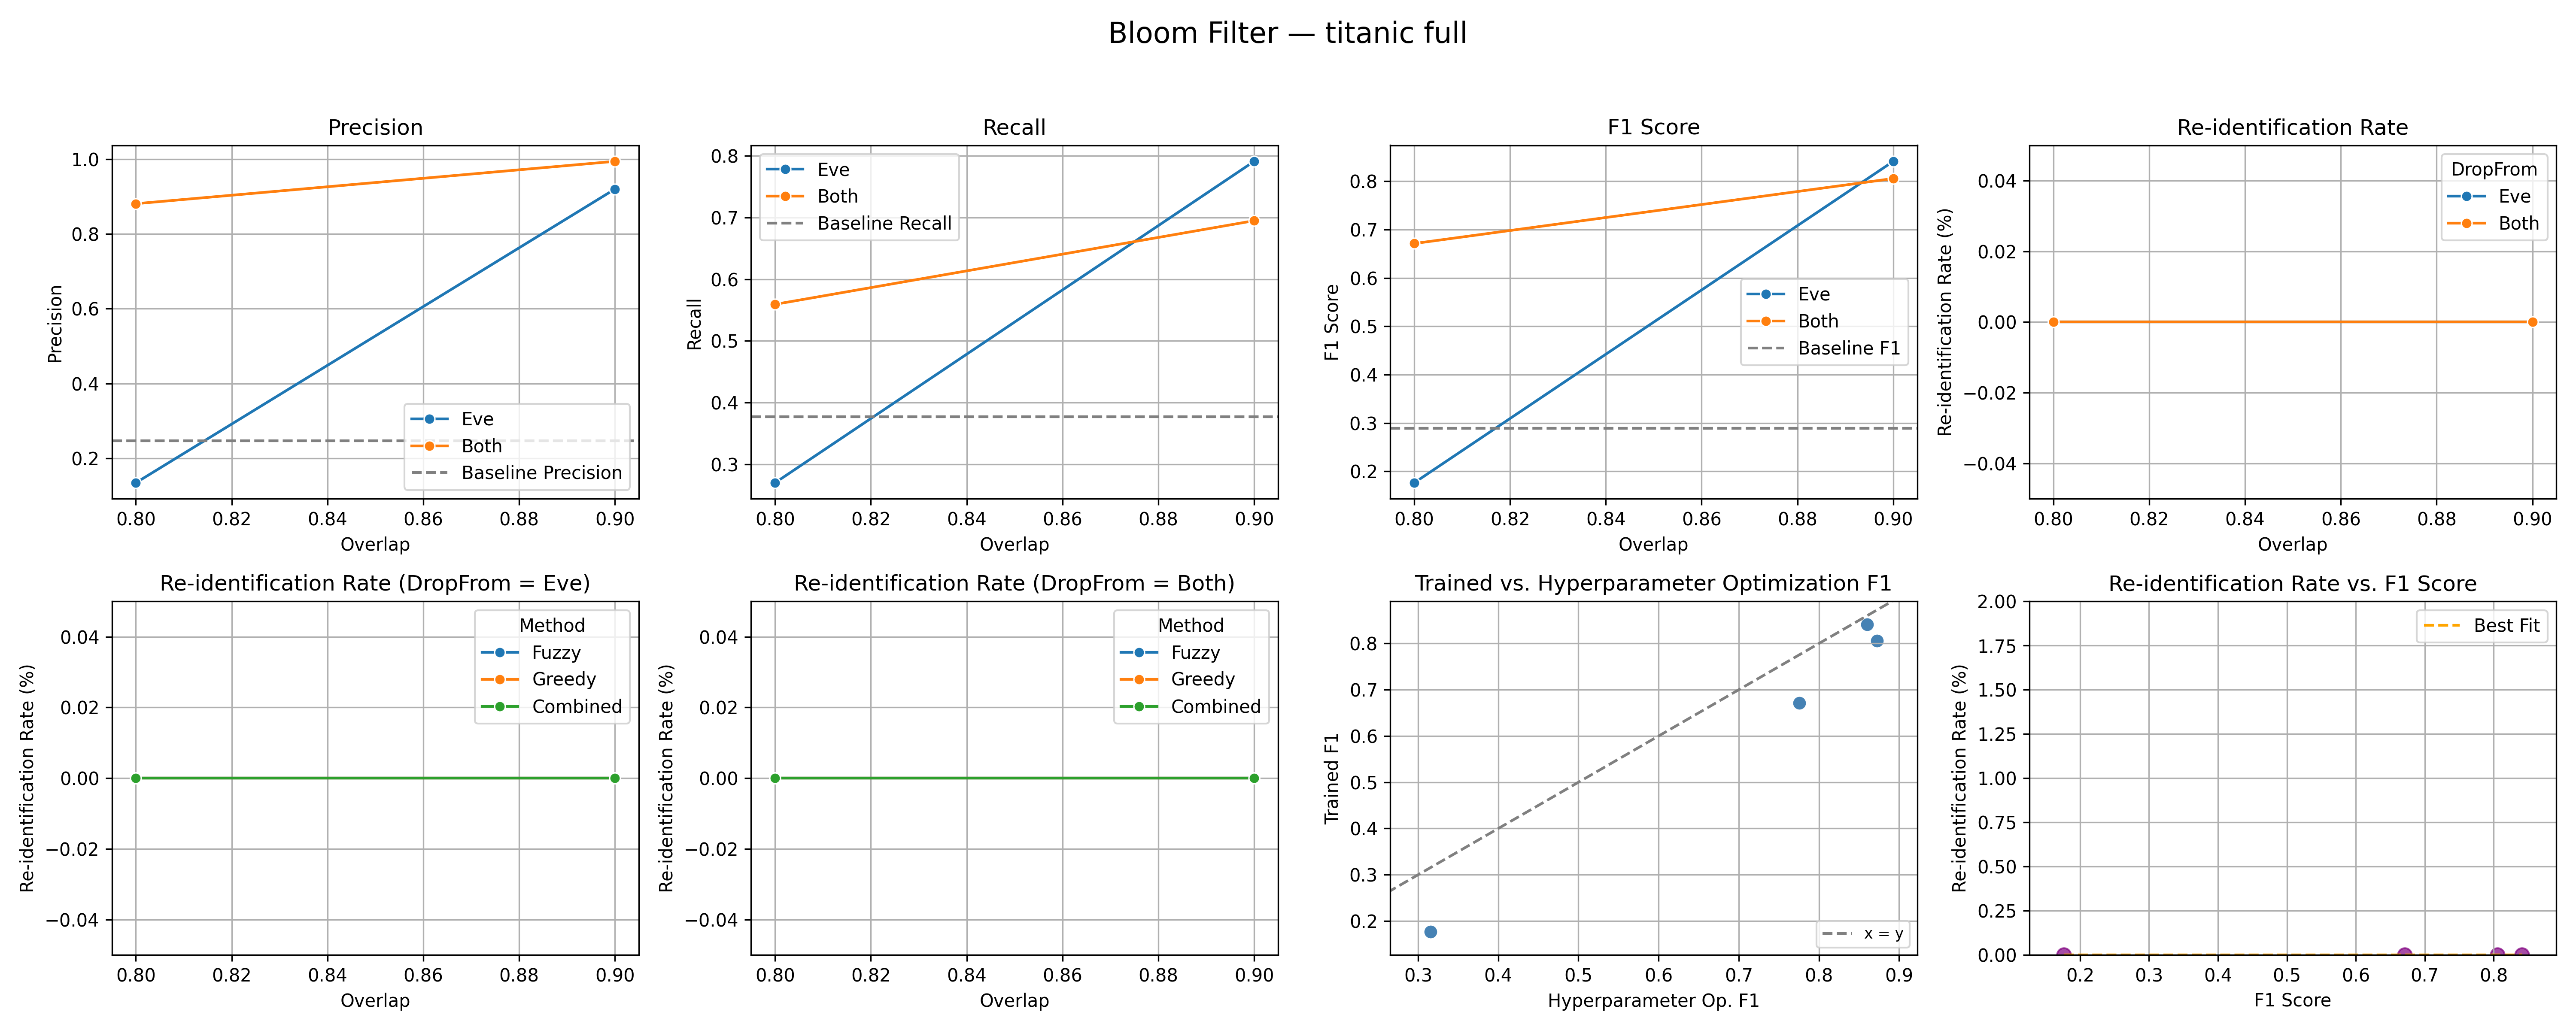 Bloom Filter — titanic full
Precision
1.0
0.8
0.6
0.4
0.2
Precision
Eve
Both
Baseline Precision
0.80 0.82 0.84 0.86 0.88 0.90
Overlap
Recall
0.8
0.7
0.6
0.5
0.4
0.3
Recall
Eve
Both
Baseline Recall
0.80 0.82 0.84 0.86 0.88 0.90
Overlap
F1 Score
0.8
0.7
0.6
0.5
0.4
0.3
0.2
F1 Score
Eve
Both
Baseline F1
0.80 0.82 0.84 0.86 0.88 0.90
Overlap
Re-identification Rate
0.04
0.02
0.00
−0.02
−0.04
Re-identification Rate (%)
DropFrom
Eve
Both
0.80 0.82 0.84 0.86 0.88 0.90
Overlap
Re-identification Rate (DropFrom = Eve)
0.04
0.02
0.00
−0.02
−0.04
Re-identification Rate (%)
Method
Fuzzy
Greedy
Combined
0.80 0.82 0.84 0.86 0.88 0.90
Overlap
Re-identification Rate (DropFrom = Both)
0.04
0.02
0.00
−0.02
−0.04
Re-identification Rate (%)
Method
Fuzzy
Greedy
Combined
0.80 0.82 0.84 0.86 0.88 0.90
Overlap
Trained vs. Hyperparameter Optimization F1
0.8
0.7
0.6
0.5
0.4
0.3
0.2
Trained F1
x = y
0.3 0.4 0.5 0.6 0.7 0.8 0.9
Hyperparameter Op. F1
Re-identification Rate vs. F1 Score
2.00
1.75
1.50
1.25
1.00
0.75
0.50
0.25
0.00
Re-identification Rate (%)
Best Fit
0.2 0.3 0.4 0.5 0.6 0.7 0.8
F1 Score